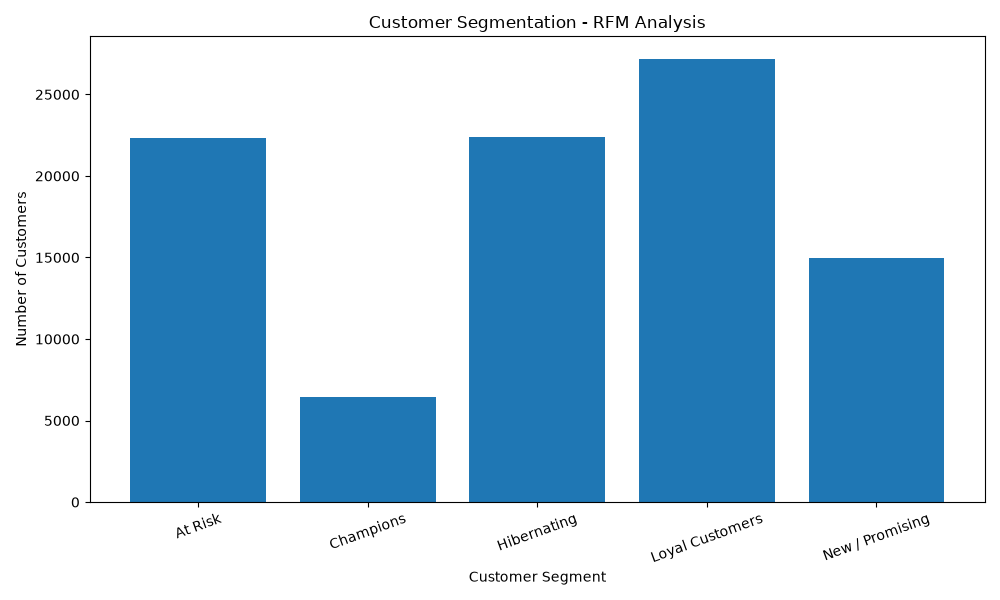 Customer Segmentation - RFM Analysis
Number of Customers
25000
20000
15000
10000
5000
0
At Risk
Champions
Hibernating
Loyal Customers
New / Promising
Customer Segment